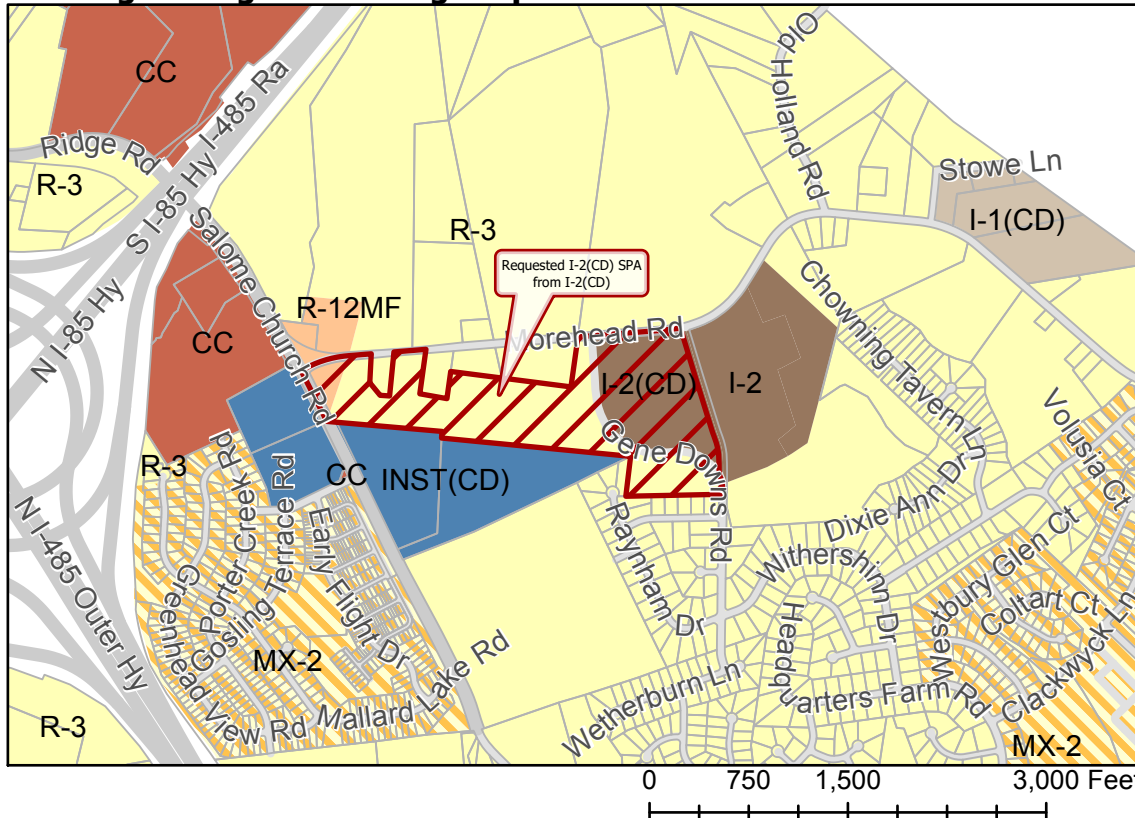 CC
Ridge Rd
R-3
I-485 Ra
S I-85 Hy
N I-85 Hy
Salome Church Rd
R-3
Old Holland Rd
Stowe Ln
I-1(CD)
Requested I-2(CD) SPA
from I-2(CD)
R-12MF
CC
Morehead Rd
I-2(CD)
I-2
Chowning Tavern Ln
Gene Downs Rd
Volusia Ct
R-3
CC
INST(CD)
Porter Creek Rd
Gosling Terrace Rd
Greenhead View Rd
Early Flight Dr
N I-485 Outer Hy
Raynham Dr
Dixie Ann Dr
Withershinn Dr
Westbury Glen Ct
Coltart Ct
Clackwyck Ln
MX-2
Mallard Lake Rd
Wetherburn Ln
Headquarters Farm Rd
R-3
MX-2
0 750 1,500 3,000 Feet